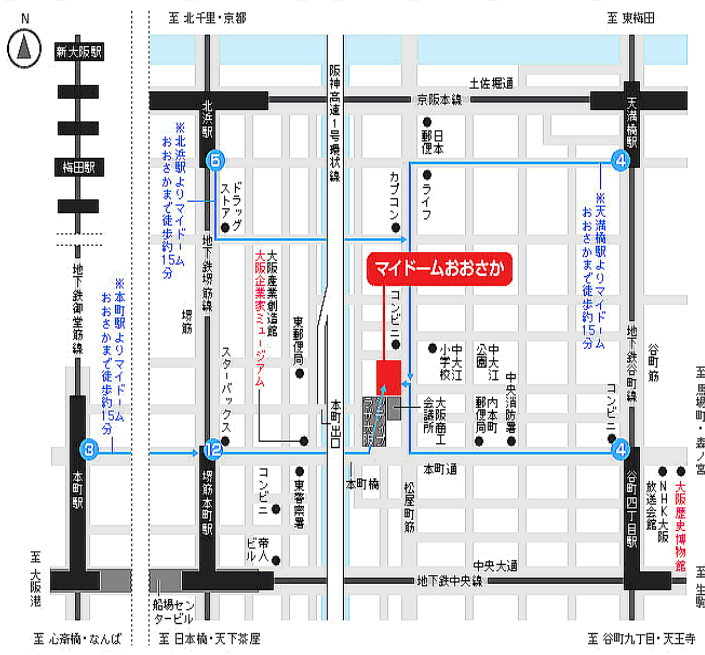 N
至 北千里・京都
至 東梅田
新大阪駅
梅田駅
土佐堀通
京阪本線
北浜駅
天満橋駅
阪神高速1号環状線
日本
郵便
ライフ
カプコン
5
4
※北浜駅よりマイドーム
おおさかまで徒歩約15分
ドラッグ
ストア
※天満橋駅よりマイドーム
おおさかまで徒歩約15分
マイドームおおさか
地下鉄御堂筋線
※本町駅よりマイドーム
おおさかまで徒歩約15分
堺筋
地下鉄堺筋線
大阪産業創造館
大阪企業家ミュージアム
東郵便局
コンビニ
中大江
小学校
中大江
公園
地下鉄谷町線
谷町筋
スターバックス
本町出口
シティプラザ大阪
大阪商工
会議所
内本町
郵便局
中央消防署
コンビニ
至 馬場町・森ノ宮
3
12
4
本町駅
堺筋本町駅
コンビニ
東警察署
本町橋
本町通
松屋町筋
谷町四丁目駅
NHK大阪
放送会館
大阪歴史博物館
帝人
ビル
中央大通
地下鉄中央線
至 大阪港
至 生駒
船場セン
タービル
至 心斎橋・なんば
至 日本橋・天下茶屋
至 谷町九丁目・天王寺